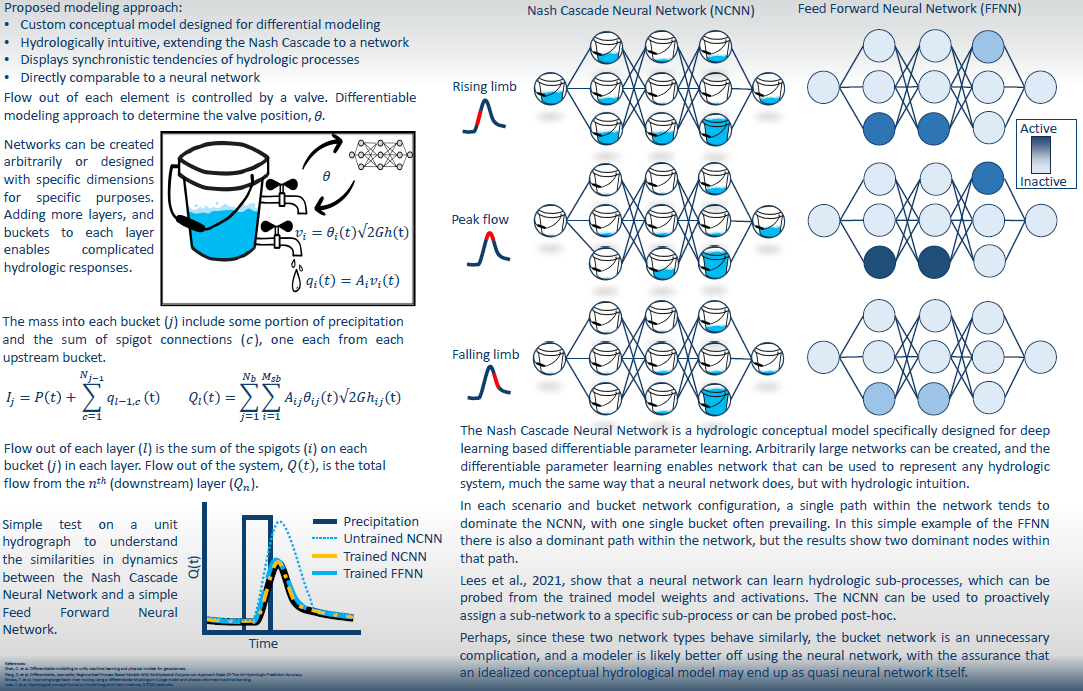 Proposed modeling approach:
• Custom conceptual model designed for differential modeling
• Hydrologically intuitive, extending the Nash Cascade to a network
• Displays synchronistic tendencies of hydrologic processes
• Directly comparable to a neural network
Flow out of each element is controlled by a valve. Differentiable
modeling approach to determine the valve position, θ.
Networks can be created
arbitrarily or designed
with specific dimensions
for specific purposes.
Adding more layers, and
buckets to each layer
enables complicated
hydrologic responses.
θ
v_i = θ_i(t)√2Gh(t)
q_i(t) = A_i v_i(t)
The mass into each bucket (j) include some portion of precipitation
and the sum of spigot connections (c), one each from each
upstream bucket.
I_j = P(t) + ∑_{c=1}^{N_{j-1}} q_{l-1,c} (t) Q_l(t) = ∑_{j=1}^{N_b} ∑_{i=1}^{M_{sb}} A_{ij}θ_{ij}(t)√2Gh_{ij}(t)
Flow out of each layer (l) is the sum of the spigots (i) on each
bucket (j) in each layer. Flow out of the system, Q(t), is the total
flow from the n^{th} (downstream) layer (Q_n).
Simple test on a unit
hydrograph to understand
the similarities in dynamics
between the Nash Cascade
Neural Network and a simple
Feed Forward Neural
Network.
Q(t)
Time
Precipitation
Untrained NCNN
Trained NCNN
Trained FFNN
References:
Nash Cascade Neural Network (NCNN)
Feed Forward Neural Network (FFNN)
Rising limb
Peak flow
Falling limb
Active
Inactive
The Nash Cascade Neural Network is a hydrologic conceptual model specifically designed for deep
learning based differentiable parameter learning. Arbitrarily large networks can be created, and the
differentiable parameter learning enables network that can be used to represent any hydrologic
system, much the same way that a neural network does, but with hydrologic intuition.
In each scenario and bucket network configuration, a single path within the network tends to
dominate the NCNN, with one single bucket often prevailing. In this simple example of the FFNN
there is also a dominant path within the network, but the results show two dominant nodes within
that path.
Lees et al., 2021, show that a neural network can learn hydrologic sub-processes, which can be
probed from the trained model weights and activations. The NCNN can be used to proactively
assign a sub-network to a specific sub-process or can be probed post-hoc.
Perhaps, since these two network types behave similarly, the bucket network is an unnecessary
complication, and a modeler is likely better off using the neural network, with the assurance that
an idealized conceptual hydrological model may end up as quasi neural network itself.